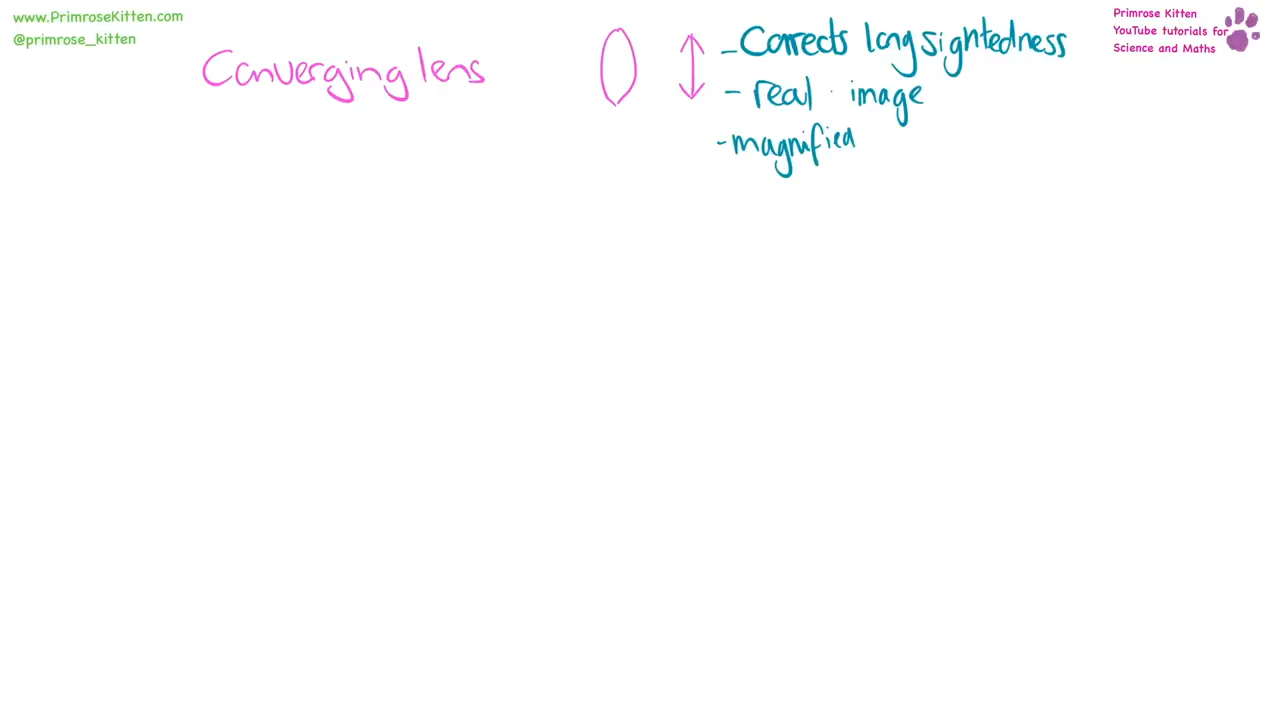 www.PrimroseKitten.com
@primrose_kitten
Converging lens
- Corrects longsightedness
- real image
- magnified
Primrose Kitten
YouTube tutorials for
Science and Maths